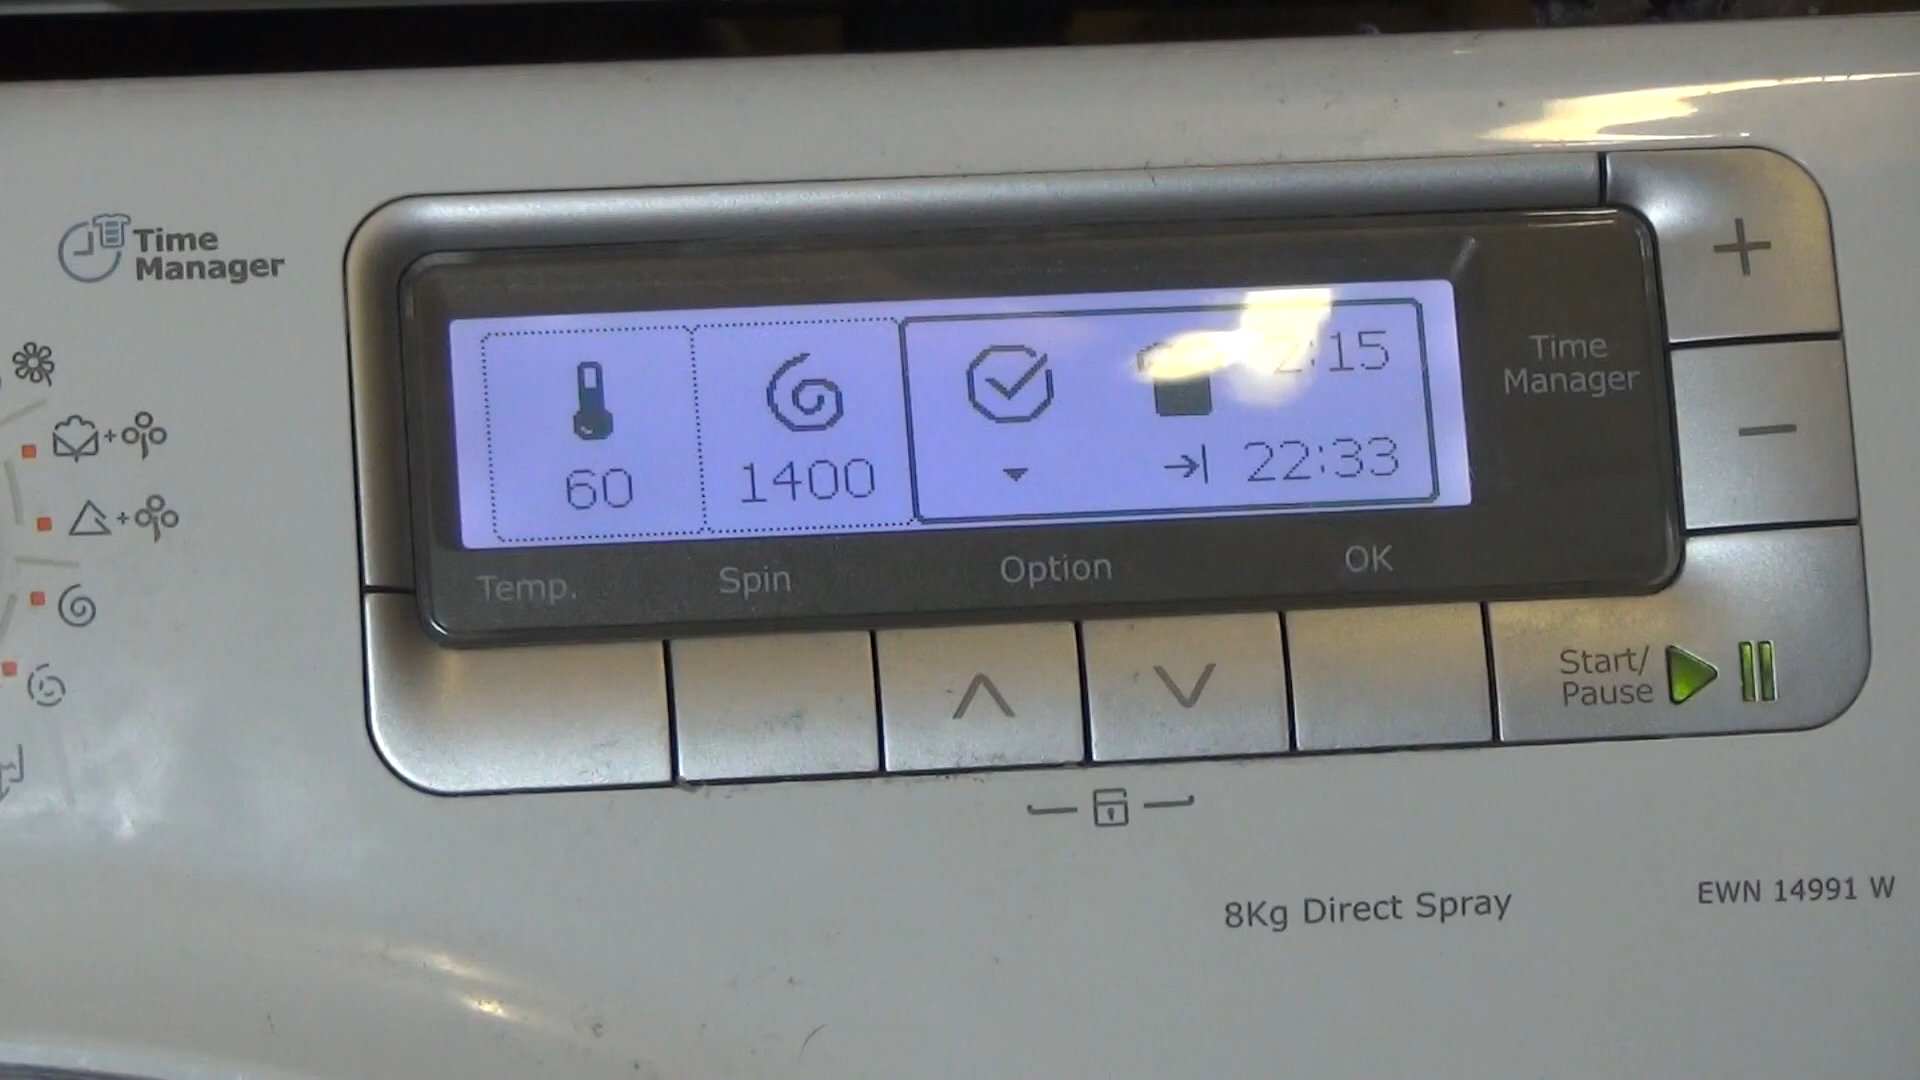 Time
Manager
2:15
60
1400
22:33
Time
Manager
Temp.
Spin
Option
OK
Start/
Pause
8Kg Direct Spray
EWN 14991 W